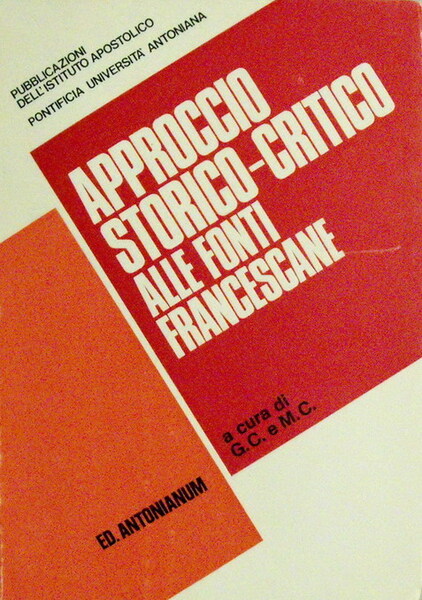 PUBBLICAZIONI
DELL'ISTITUTO APOSTOLICO
PONTIFICIA UNIVERSITÀ ANTONIANA
APPROCCIO
STORICO-CRITICO
ALLE FONTI
FRANCESCANE
a cura di
G.C. e M.C.
ED. ANTONIANUM